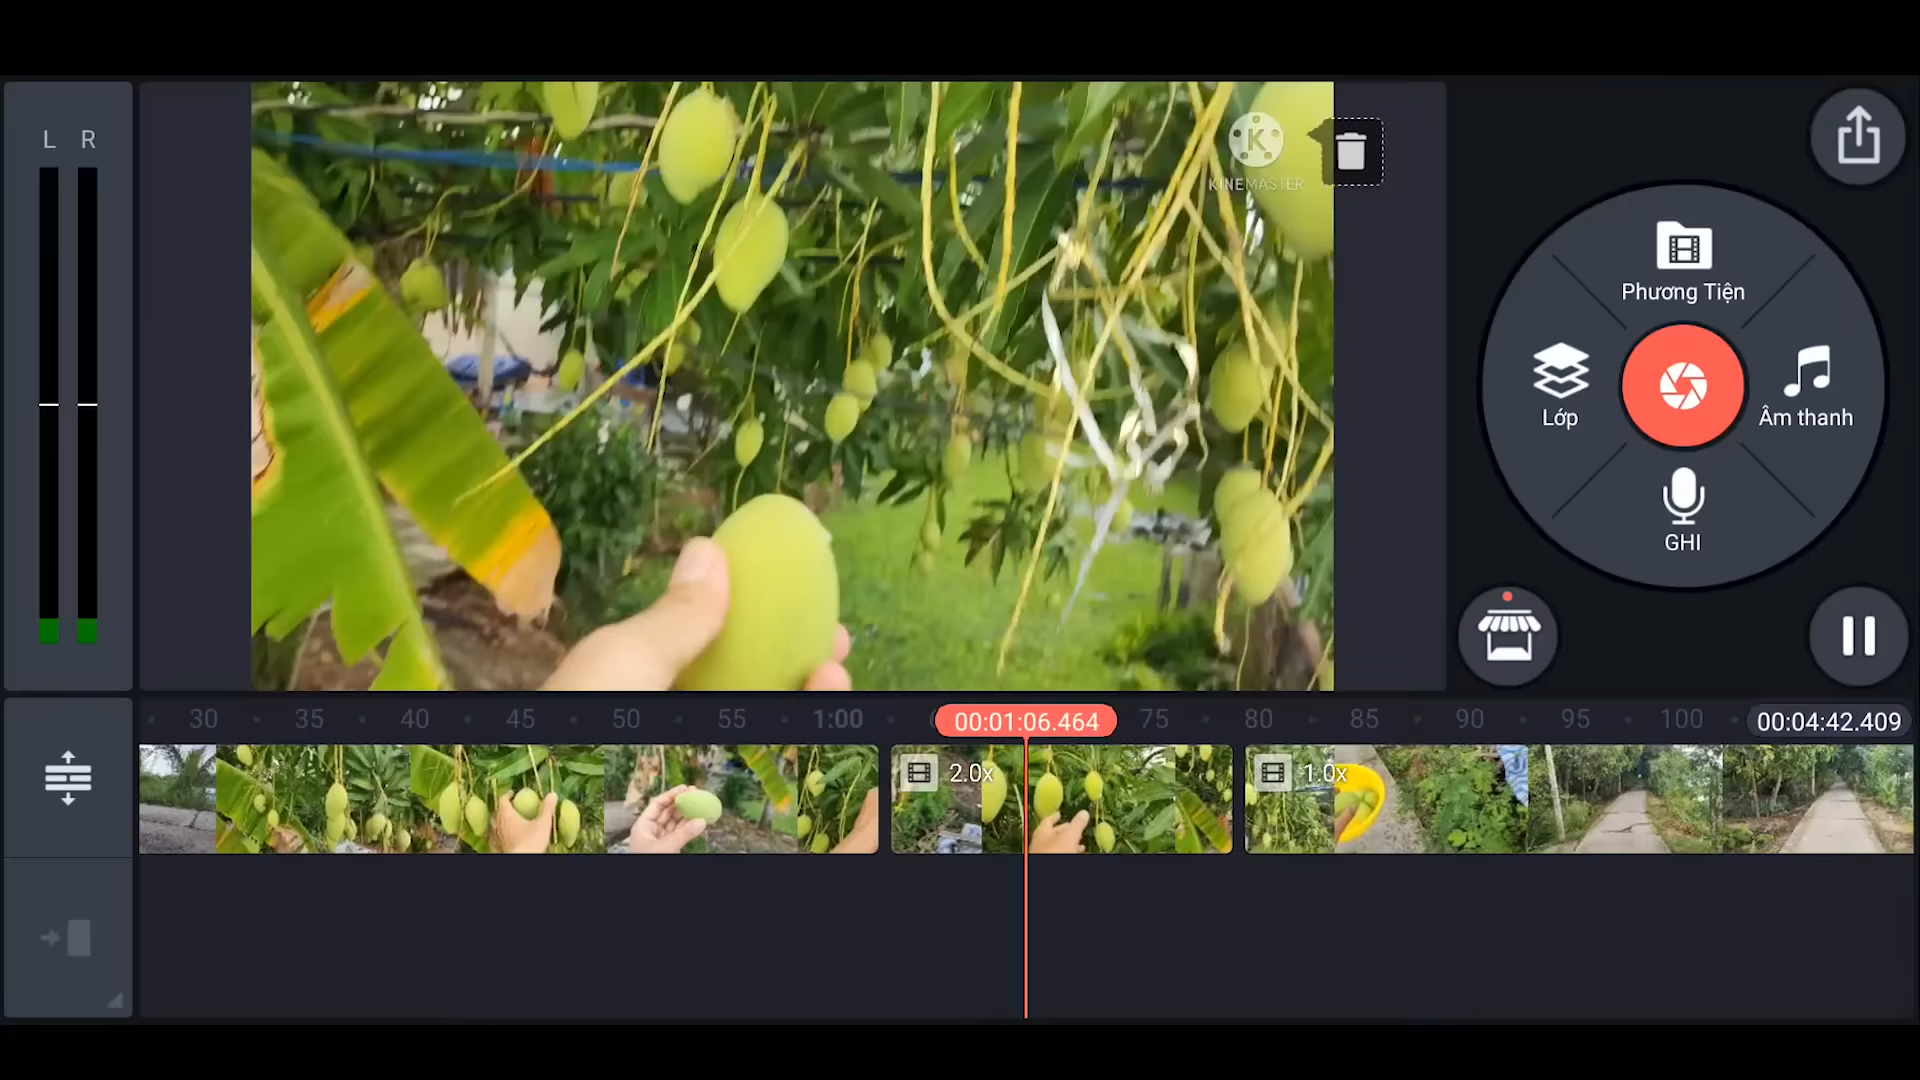 L R
KINEMASTER
Phương Tiện
Lớp
Âm thanh
GHI
30 35 40 45 50 55 1:00 00:01:06.464 75 80 85 90 95 100 00:04:42.409
2.0x
1.0x